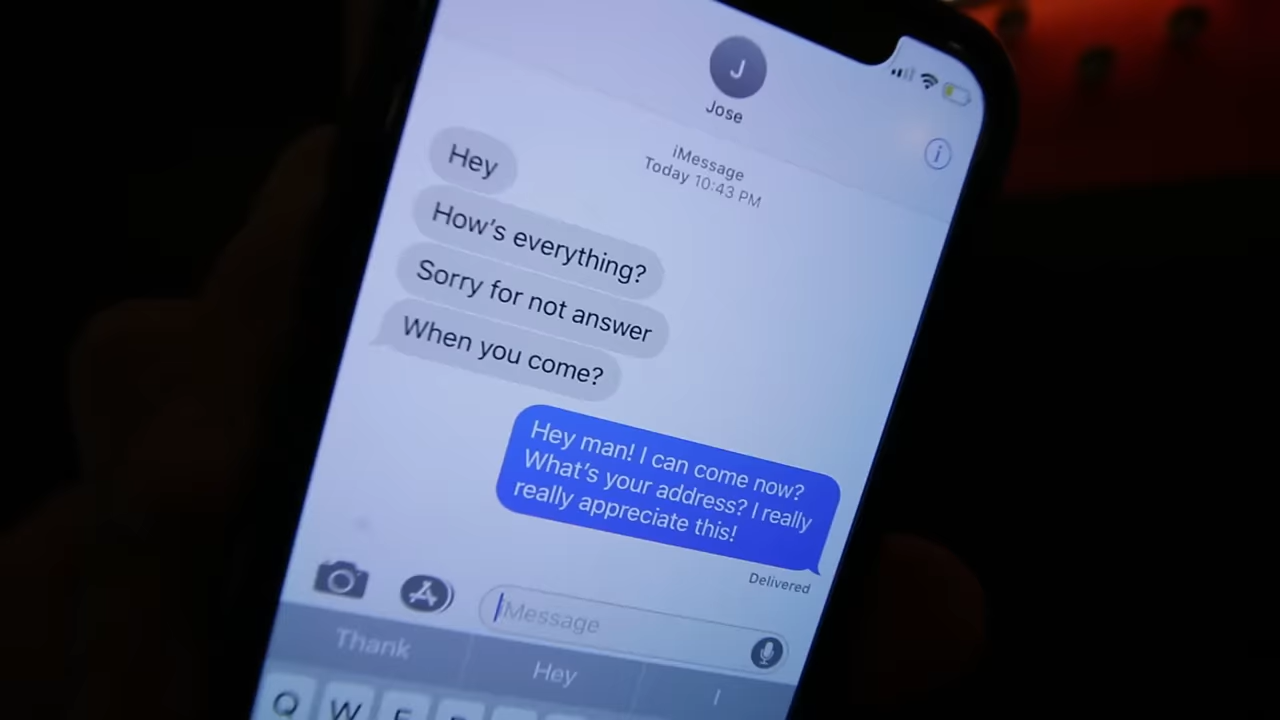 J
Jose
iMessage
Today 10:43 PM
Hey
How's everything?
Sorry for not answer
When you come?
Hey man! I can come now?
What's your address? I really
really appreciate this!
Delivered
iMessage
Thank Hey I
Q W E